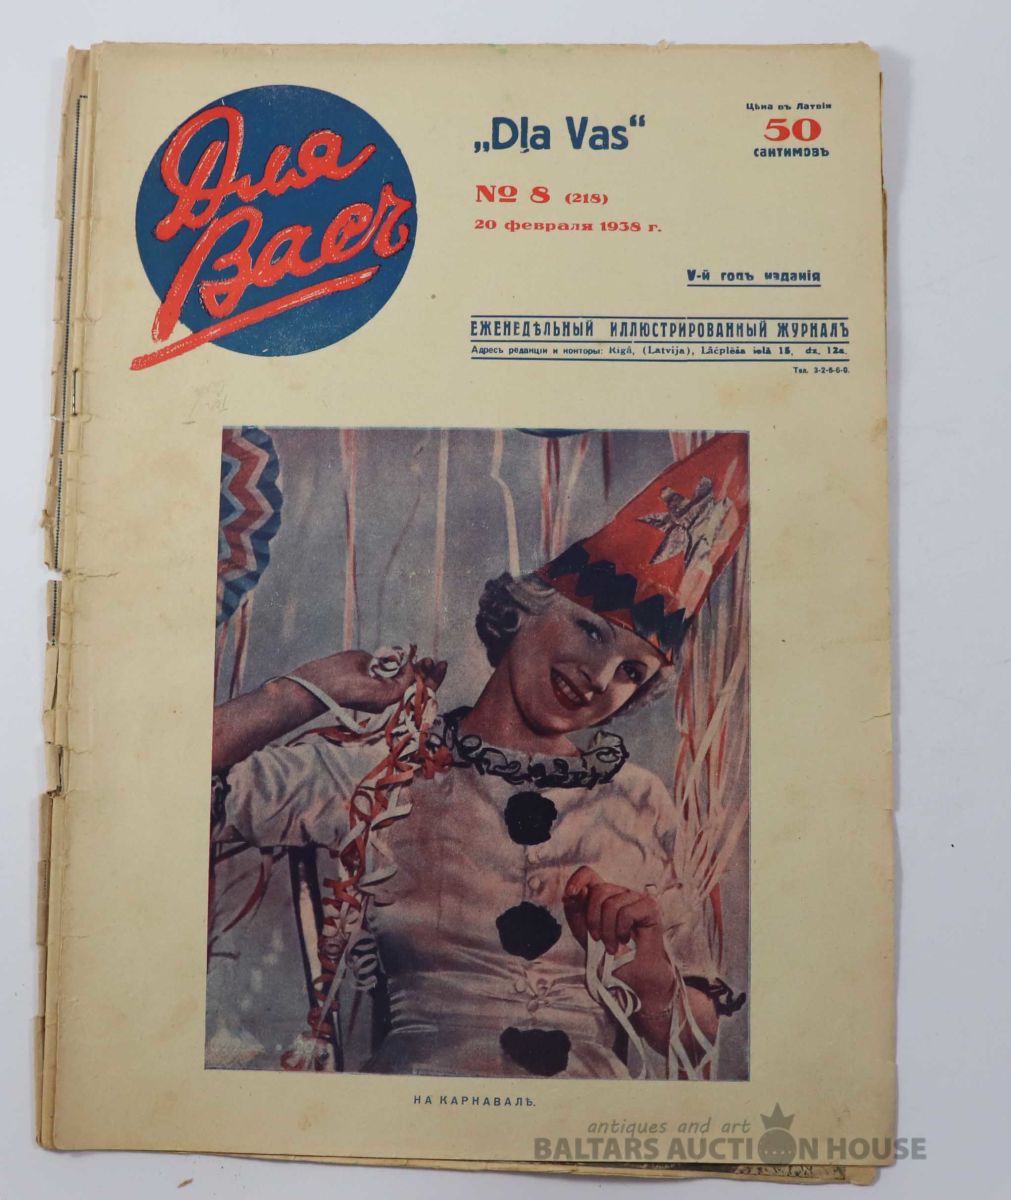 Для
Васъ
„Dļa Vas“
№ 8 (218)
20 февраля 1938 г.
Цѣна въ Латвіи
50
сантимовъ
V-й годъ изданія
ЕЖЕНЕДѢЛЬНЫЙ ИЛЛЮСТРИРОВАННЫЙ ЖУРНАЛЪ
Адресъ редакціи и конторы: Rīgā, (Latvija), Lāčplēša ielā 15, dz. 12a.
Тел. 3-2-6-6-0.
НА КАРНАВАЛѢ.
antiques and art
BALTARS AUCTION HOUSE